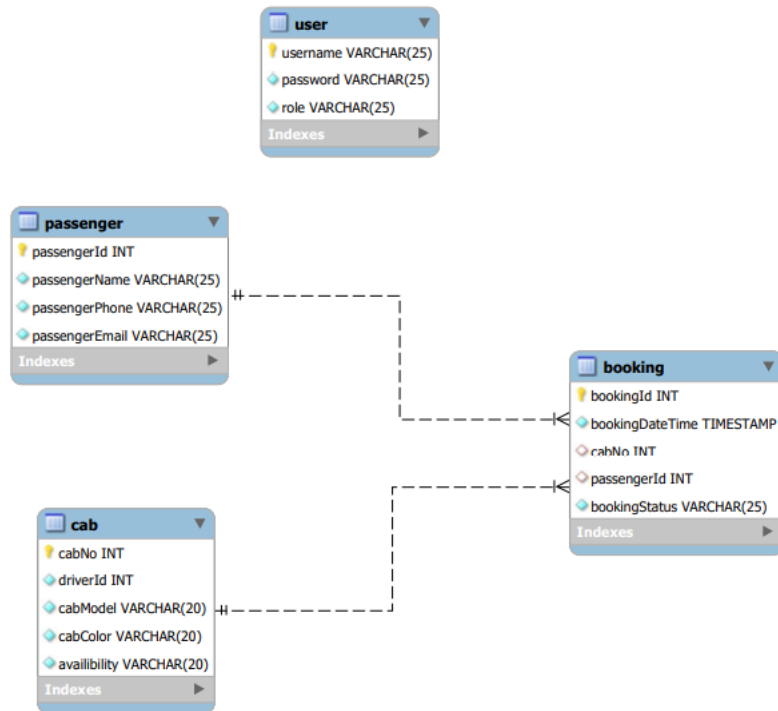 user
username VARCHAR(25)
password VARCHAR(25)
role VARCHAR(25)
Indexes
passenger
passengerId INT
passengerName VARCHAR(25)
passengerPhone VARCHAR(25)
passengerEmail VARCHAR(25)
Indexes
booking
bookingId INT
bookingDateTime TIMESTAMP
cabNo INT
passengerId INT
bookingStatus VARCHAR(25)
Indexes
cab
cabNo INT
driverId INT
cabModel VARCHAR(20)
cabColor VARCHAR(20)
availibility VARCHAR(20)
Indexes